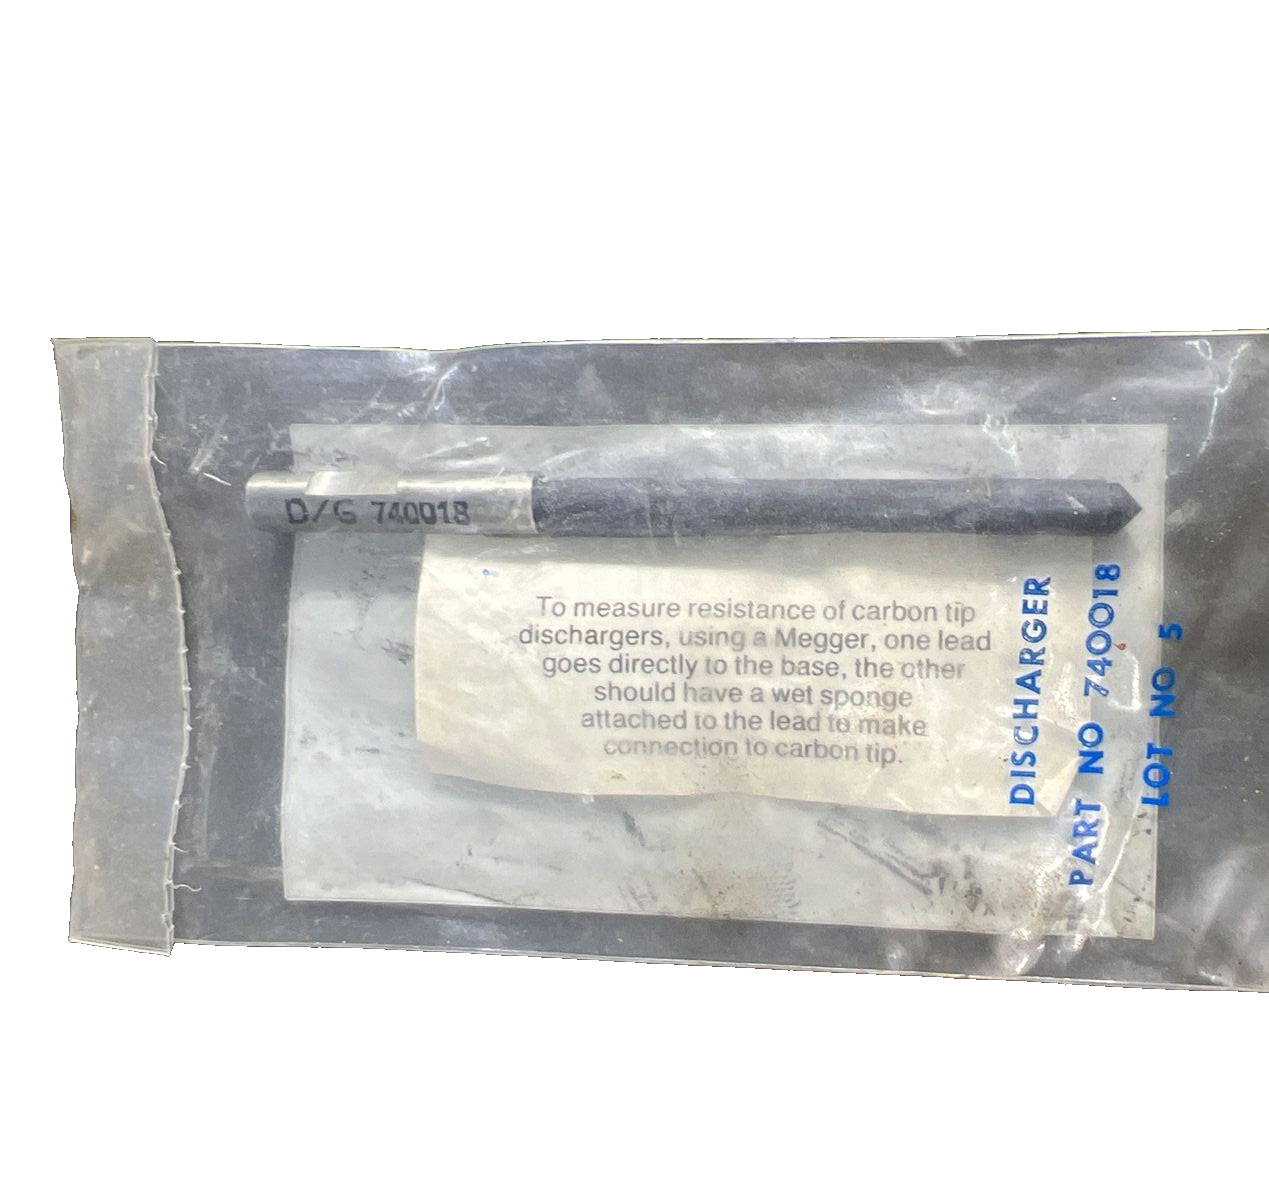 D/G 740018
To measure resistance of carbon tip
dischargers, using a Megger, one lead
goes directly to the base, the other
should have a wet sponge
attached to the lead to make
connection to carbon tip.
DISCHARGER
PART NO 740018
LOT NO 5